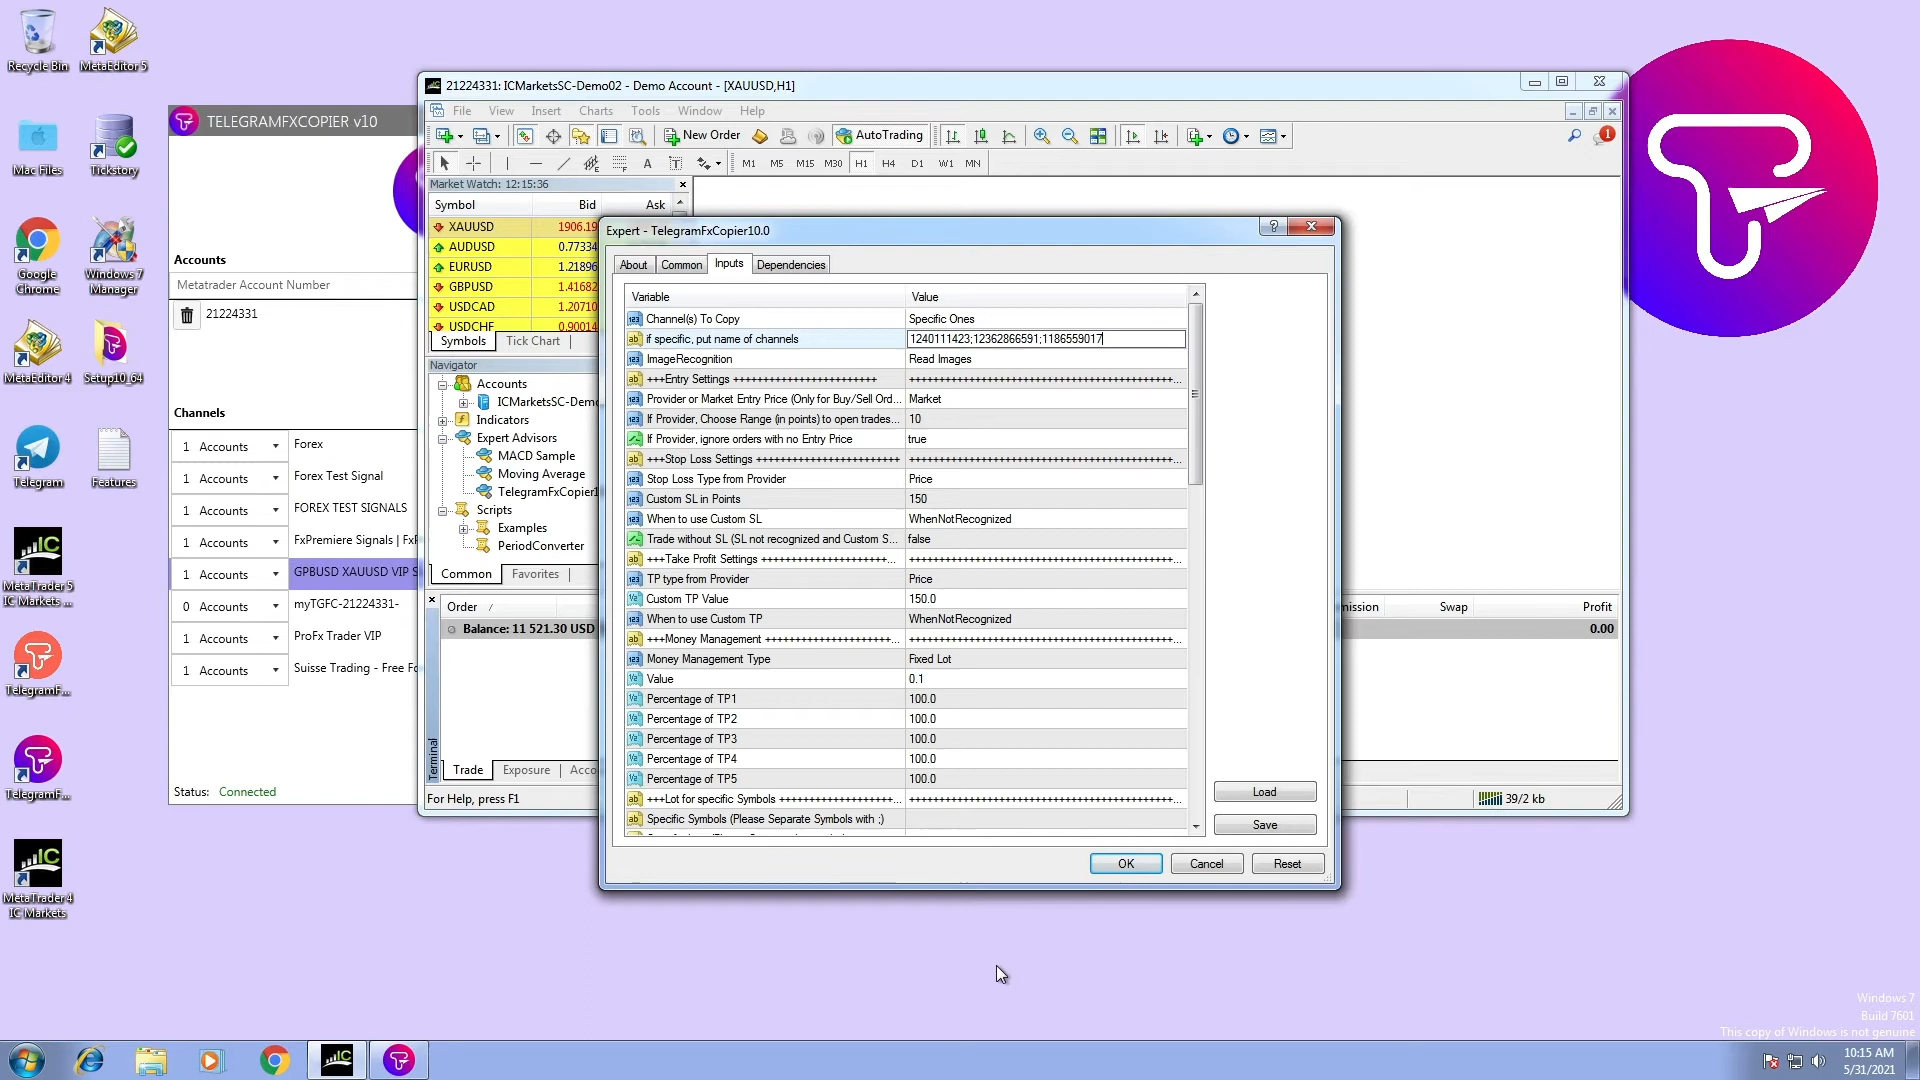 Recycle Bin
MetaEditor 5
Mac Files
Tickstory
Google Chrome
Windows 7 Manager
MetaEditor 4
Setup10_64
Telegram
Features
MetaTrader 5 IC Markets ...
TelegramF...
TelegramF...
MetaTrader 4 IC Markets
TELEGRAMFXCOPIER v10
Accounts
Metatrader Account Number
21224331
Channels
1 Accounts Forex
1 Accounts Forex Test Signal
1 Accounts FOREX TEST SIGNALS
1 Accounts FxPremiere Signals | FxP
1 Accounts GPBUSD XAUUSD VIP S
0 Accounts myTGFC-21224331-
1 Accounts ProFx Trader VIP
1 Accounts Suisse Trading - Free Fo
Status: Connected
21224331: ICMarketsSC-Demo02 - Demo Account - [XAUUSD,H1]
File View Insert Charts Tools Window Help
New Order AutoTrading
1
A T M1 M5 M15 M30 H1 H4 D1 W1 MN
Market Watch: 12:15:36
Symbol Bid Ask
XAUUSD 1906.19
AUDUSD 0.77334
EURUSD 1.21896
GBPUSD 1.41682
USDCAD 1.20710
USDCHF 0.90014
Symbols Tick Chart
Navigator
Accounts
ICMarketsSC-Demo
Indicators
Expert Advisors
MACD Sample
Moving Average
TelegramFxCopier1
Scripts
Examples
PeriodConverter
Common Favorites
Order /
Balance: 11 521.30 USD
mission Swap Profit
0.00
Terminal
Trade Exposure Acco
For Help, press F1
39/2 kb
Expert - TelegramFxCopier10.0
About Common Inputs Dependencies
Variable Value
Channel(s) To Copy Specific Ones
if specific, put name of channels 1240111423;12362866591;1186559017
ImageRecognition Read Images
+++Entry Settings ++++++++++++++++++++++++ ++++++++++++++++++++++++++++++++++++++++++++...
Provider or Market Entry Price (Only for Buy/Sell Ord... Market
If Provider, Choose Range (in points) to open trades... 10
If Provider, ignore orders with no Entry Price true
+++Stop Loss Settings ++++++++++++++++++++++++ ++++++++++++++++++++++++++++++++++++++++++++...
Stop Loss Type from Provider Price
Custom SL in Points 150
When to use Custom SL WhenNotRecognized
Trade without SL (SL not recognized and Custom S... false
+++Take Profit Settings ++++++++++++++++++++++... ++++++++++++++++++++++++++++++++++++++++++++...
TP type from Provider Price
Custom TP Value 150.0
When to use Custom TP WhenNotRecognized
+++Money Management +++++++++++++++++++++... ++++++++++++++++++++++++++++++++++++++++++++...
Money Management Type Fixed Lot
Value 0.1
Percentage of TP1 100.0
Percentage of TP2 100.0
Percentage of TP3 100.0
Percentage of TP4 100.0
Percentage of TP5 100.0
+++Lot for specific Symbols ++++++++++++++++++++... ++++++++++++++++++++++++++++++++++++++++++++...
Specific Symbols (Please Separate Symbols with ;)
Load
Save
OK Cancel Reset
Windows 7
Build 7601
This copy of Windows is not genuine
10:15 AM
5/31/2021